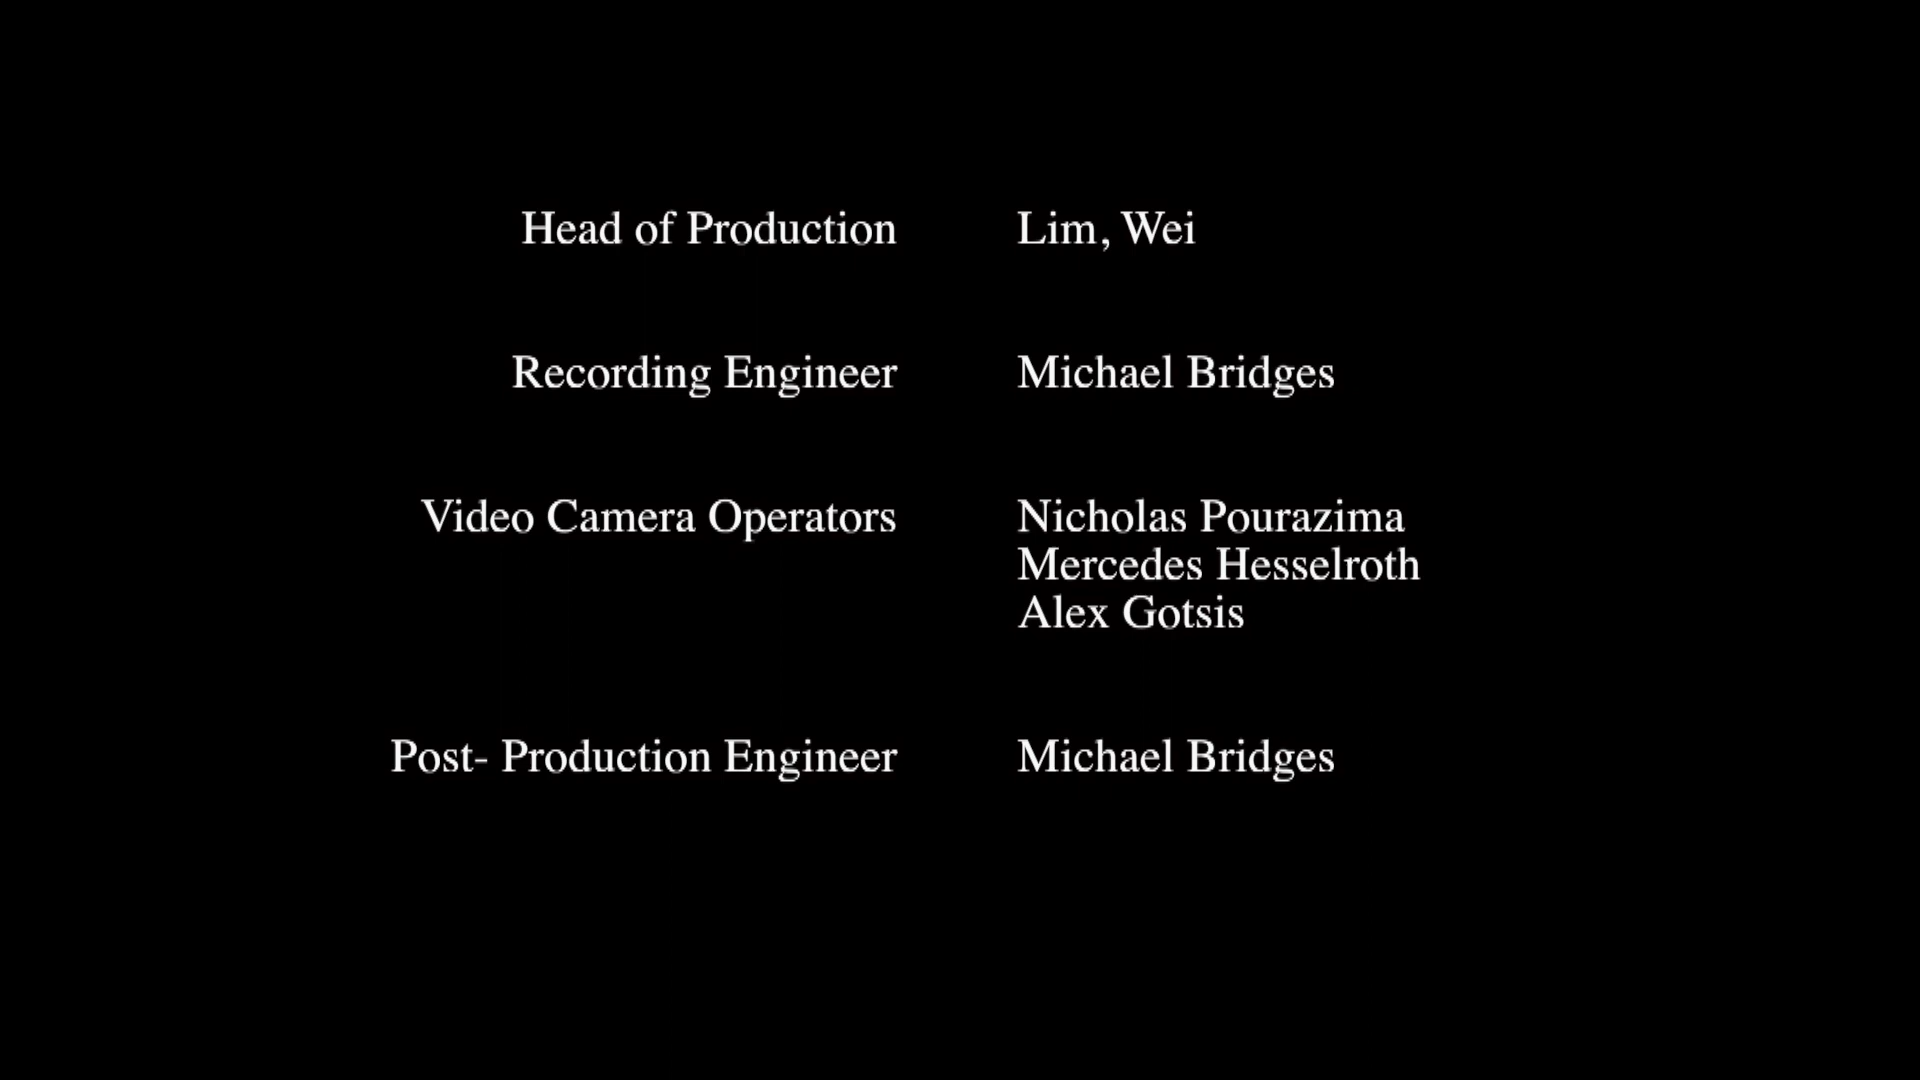 Head of Production Lim, Wei
Recording Engineer Michael Bridges
Video Camera Operators Nicholas Pourazima
Mercedes Hesselroth
Alex Gotsis
Post- Production Engineer Michael Bridges